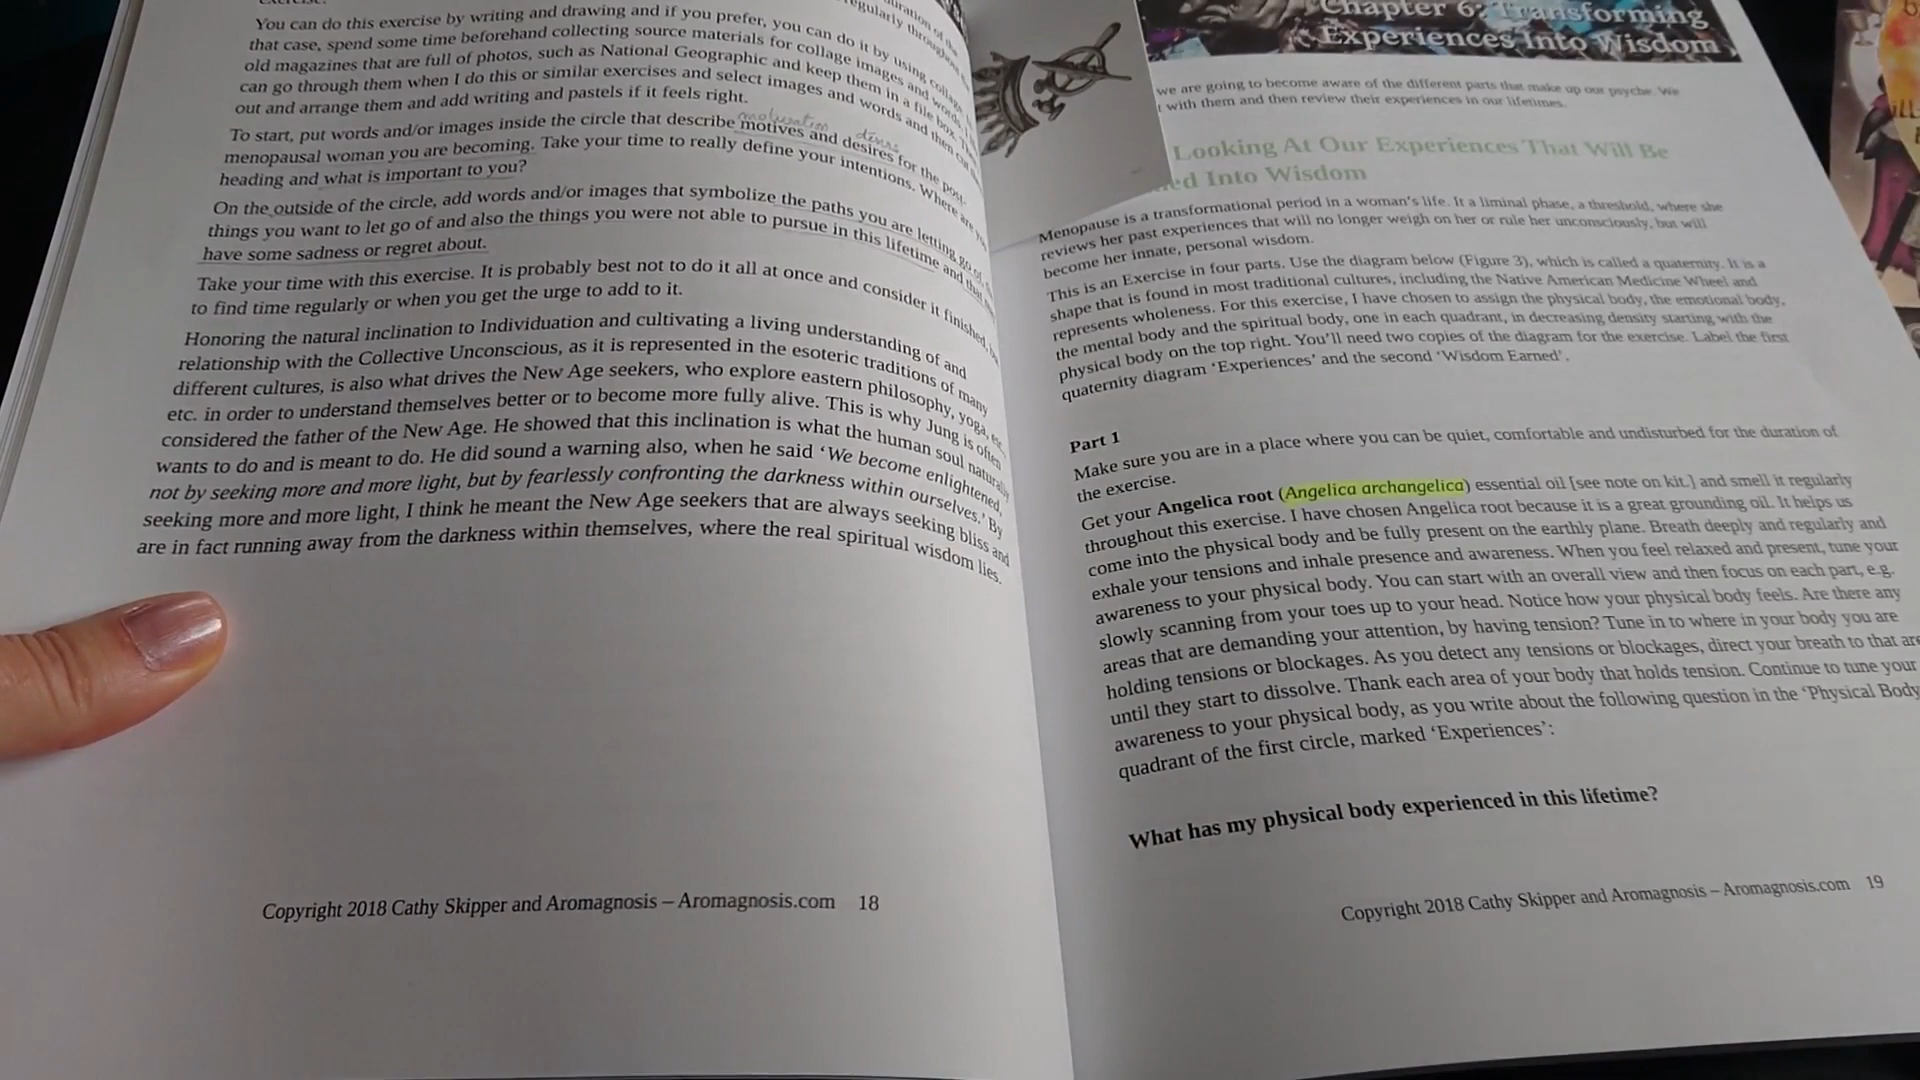 exercise.
You can do this exercise by writing and drawing and if you prefer, you can do it by using collage. In
that case, spend some time beforehand collecting source materials for collage images and words. I
old magazines that are full of photos, such as National Geographic and keep them in a file box. Then
can go through them when I do this or similar exercises and select images and words and then cut
out and arrange them and add writing and pastels if it feels right.
motivation desire
To start, put words and/or images inside the circle that describe motives and desires for the post-
menopausal woman you are becoming. Take your time to really define your intentions. Where are you
heading and what is important to you?
On the outside of the circle, add words and/or images that symbolize the paths you are letting go of,
things you want to let go of and also the things you were not able to pursue in this lifetime and that
have some sadness or regret about.
Take your time with this exercise. It is probably best not to do it all at once and consider it finished,
to find time regularly or when you get the urge to add to it.
Honoring the natural inclination to Individuation and cultivating a living understanding of and
relationship with the Collective Unconscious, as it is represented in the esoteric traditions of many
different cultures, is also what drives the New Age seekers, who explore eastern philosophy, yoga, etc.
etc. in order to understand themselves better or to become more fully alive. This is why Jung is often
considered the father of the New Age. He showed that this inclination is what the human soul naturally
wants to do and is meant to do. He did sound a warning also, when he said ‘We become enlightened,
not by seeking more and more light, but by fearlessly confronting the darkness within ourselves.’ By
seeking more and more light, I think he meant the New Age seekers that are always seeking bliss and
are in fact running away from the darkness within themselves, where the real spiritual wisdom lies.
Copyright 2018 Cathy Skipper and Aromagnosis – Aromagnosis.com 18
Chapter 6: Transforming
Experiences Into Wisdom
we are going to become aware of the different parts that make up our psyche. We
with them and then review their experiences in our lifetimes.
Looking At Our Experiences That Will Be
ed Into Wisdom
Menopause is a transformational period in a woman's life. It a liminal phase, a threshold, where she
reviews her past experiences that will no longer weigh on her or rule her unconsciously, but will
become her innate, personal wisdom.
This is an Exercise in four parts. Use the diagram below (Figure 3), which is called a quaternity. It is a
shape that is found in most traditional cultures, including the Native American Medicine Wheel and
represents wholeness. For this exercise, I have chosen to assign the physical body, the emotional body,
the mental body and the spiritual body, one in each quadrant, in decreasing density starting with the
physical body on the top right. You’ll need two copies of the diagram for the exercise. Label the first
quaternity diagram ‘Experiences’ and the second ‘Wisdom Earned’.
Part 1
Make sure you are in a place where you can be quiet, comfortable and undisturbed for the duration of
the exercise.
Get your Angelica root (Angelica archangelica) essential oil [see note on kit.] and smell it regularly
throughout this exercise. I have chosen Angelica root because it is a great grounding oil. It helps us
come into the physical body and be fully present on the earthly plane. Breath deeply and regularly and
exhale your tensions and inhale presence and awareness. When you feel relaxed and present, tune your
awareness to your physical body. You can start with an overall view and then focus on each part, e.g.
slowly scanning from your toes up to your head. Notice how your physical body feels. Are there any
areas that are demanding your attention, by having tension? Tune in to where in your body you are
holding tensions or blockages. As you detect any tensions or blockages, direct your breath to that are
until they start to dissolve. Thank each area of your body that holds tension. Continue to tune your
awareness to your physical body, as you write about the following question in the ‘Physical Body
quadrant of the first circle, marked ‘Experiences’:
What has my physical body experienced in this lifetime?
Copyright 2018 Cathy Skipper and Aromagnosis – Aromagnosis.com 19